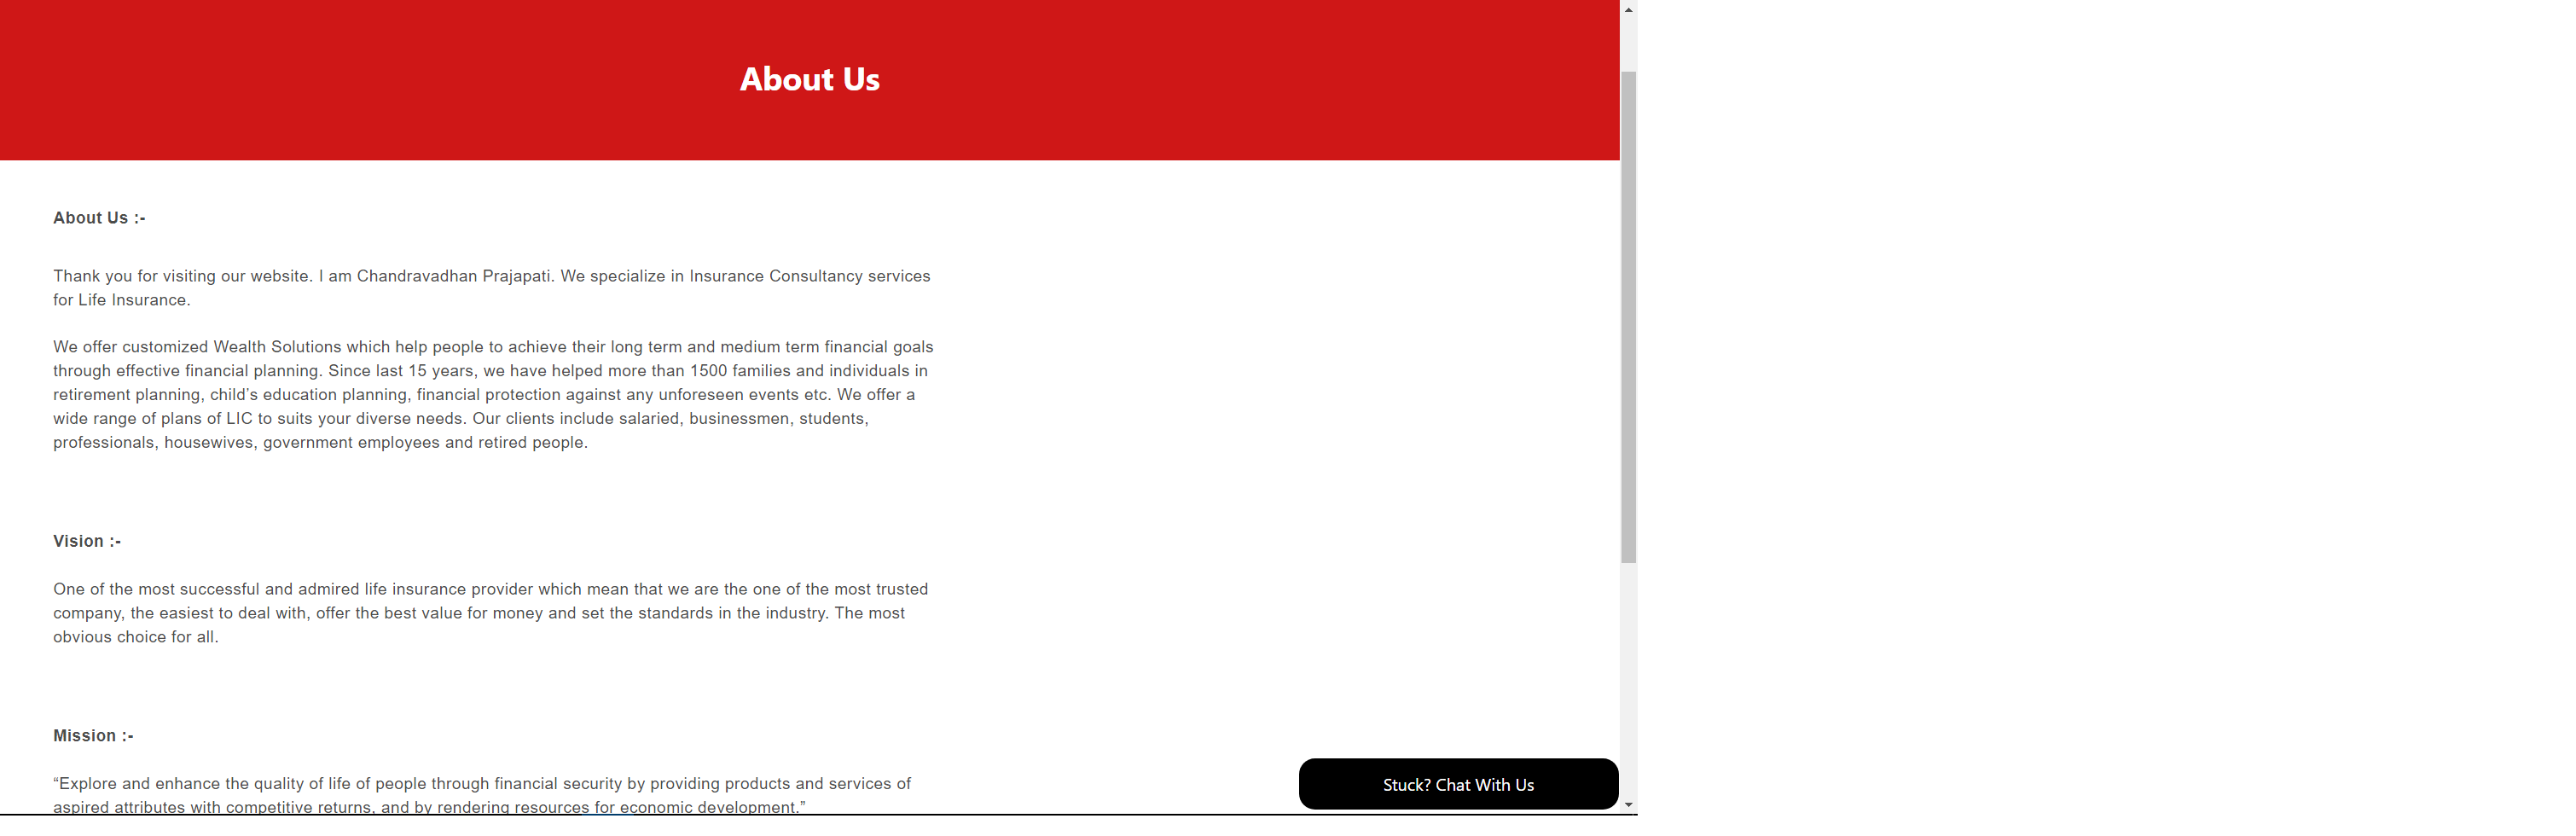 About Us
About Us :-
Thank you for visiting our website. I am Chandravadhan Prajapati. We specialize in Insurance Consultancy services
for Life Insurance.
We offer customized Wealth Solutions which help people to achieve their long term and medium term financial goals
through effective financial planning. Since last 15 years, we have helped more than 1500 families and individuals in
retirement planning, child’s education planning, financial protection against any unforeseen events etc. We offer a
wide range of plans of LIC to suits your diverse needs. Our clients include salaried, businessmen, students,
professionals, housewives, government employees and retired people.
Vision :-
One of the most successful and admired life insurance provider which mean that we are the one of the most trusted
company, the easiest to deal with, offer the best value for money and set the standards in the industry. The most
obvious choice for all.
Mission :-
“Explore and enhance the quality of life of people through financial security by providing products and services of
aspired attributes with competitive returns, and by rendering resources for economic development.”
Stuck? Chat With Us